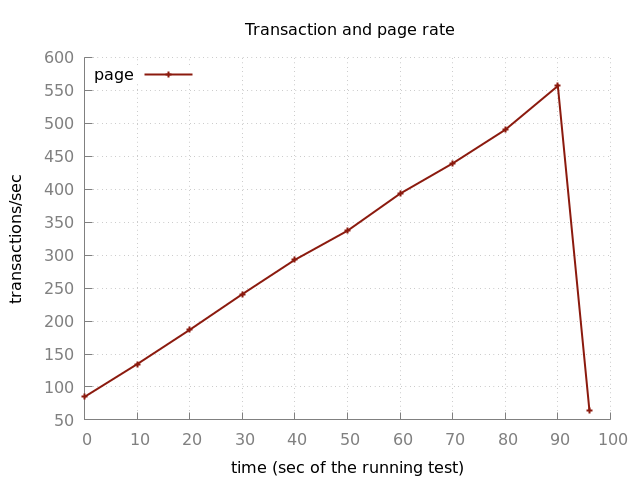 Transaction and page rate
600
550
500
450
400
350
300
250
200
150
100
50
page
transactions/sec
0 10 20 30 40 50 60 70 80 90 100
time (sec of the running test)